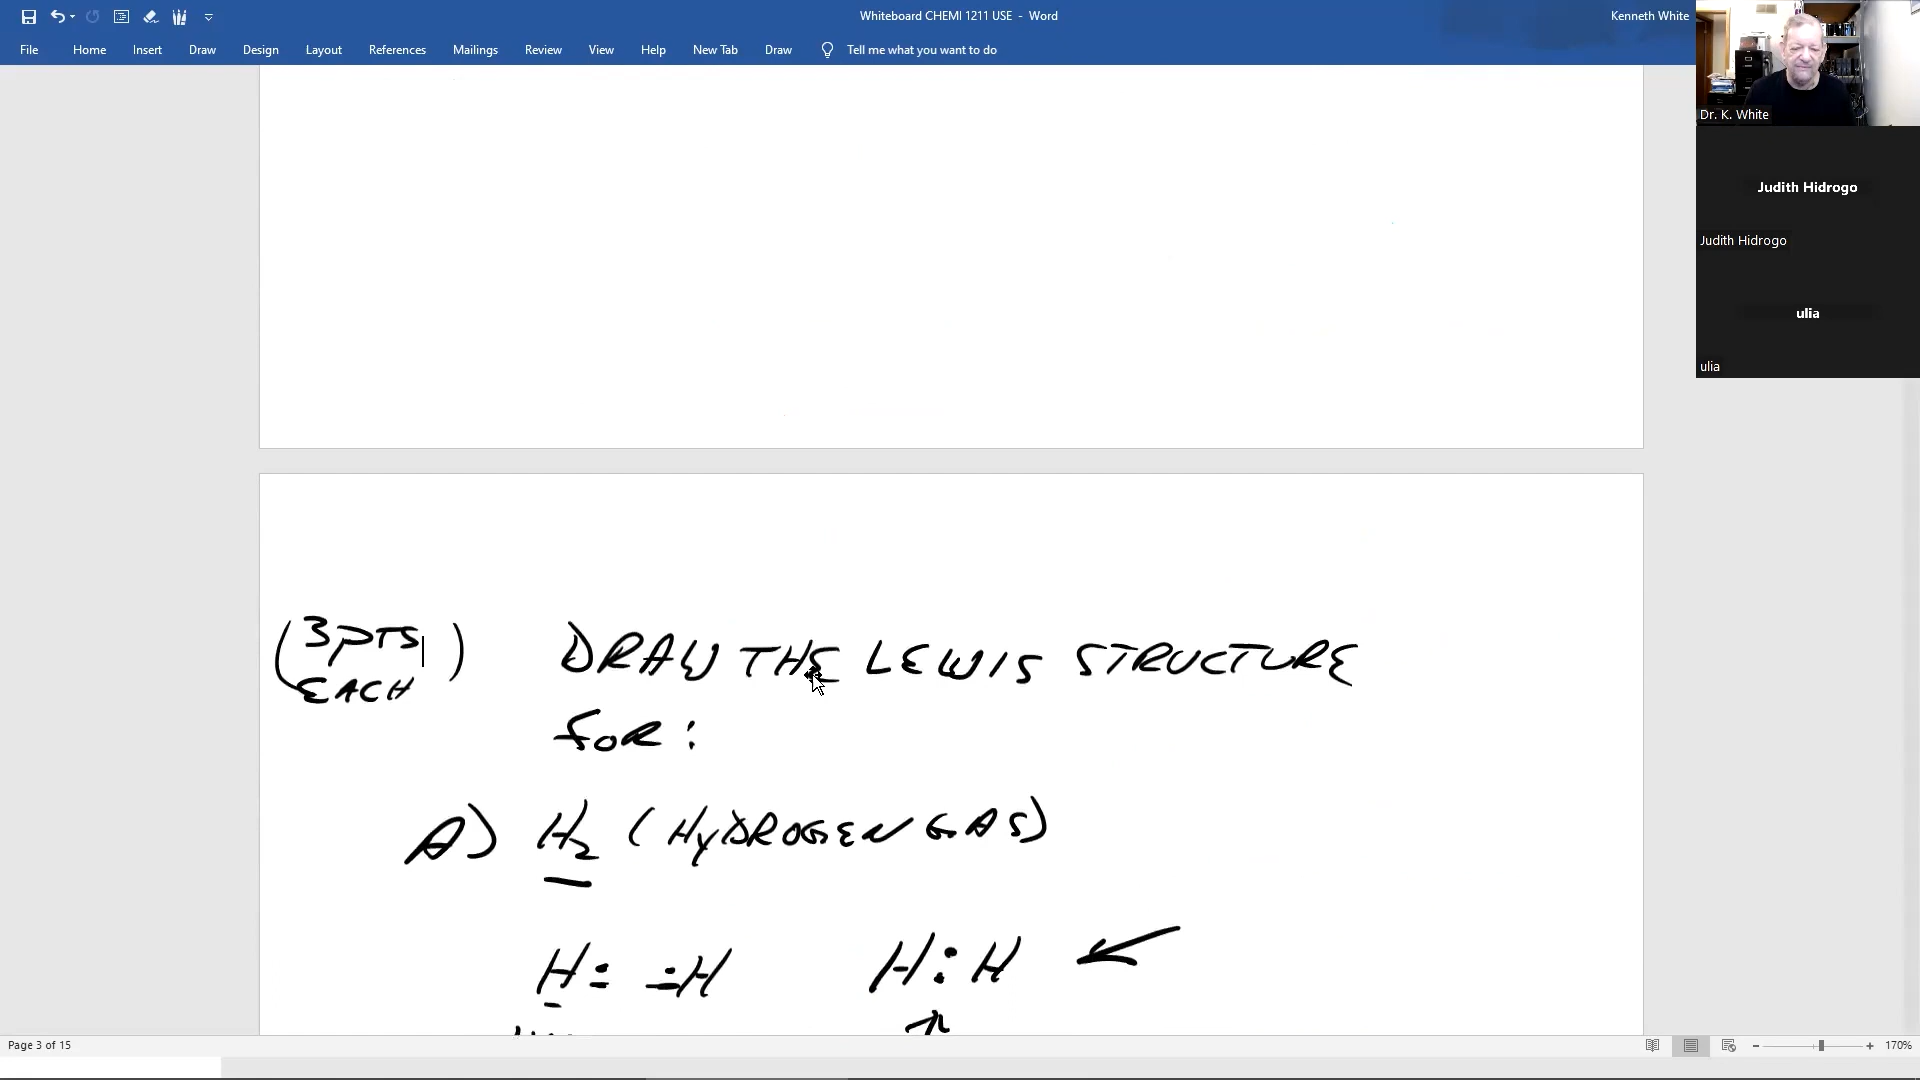 Whiteboard CHEMI 1211 USE - Word
Kenneth White
File Home Insert Draw Design Layout References Mailings Review View Help New Tab Draw Tell me what you want to do
Dr. K. White
Judith Hidrogo
Judith Hidrogo
ulia
ulia
(3 PTS EACH)
DRAW THE LEWIS STRUCTURE
FOR:
A) H2 (HYDROGEN GAS)
H: :H H:H
Page 3 of 15
170%